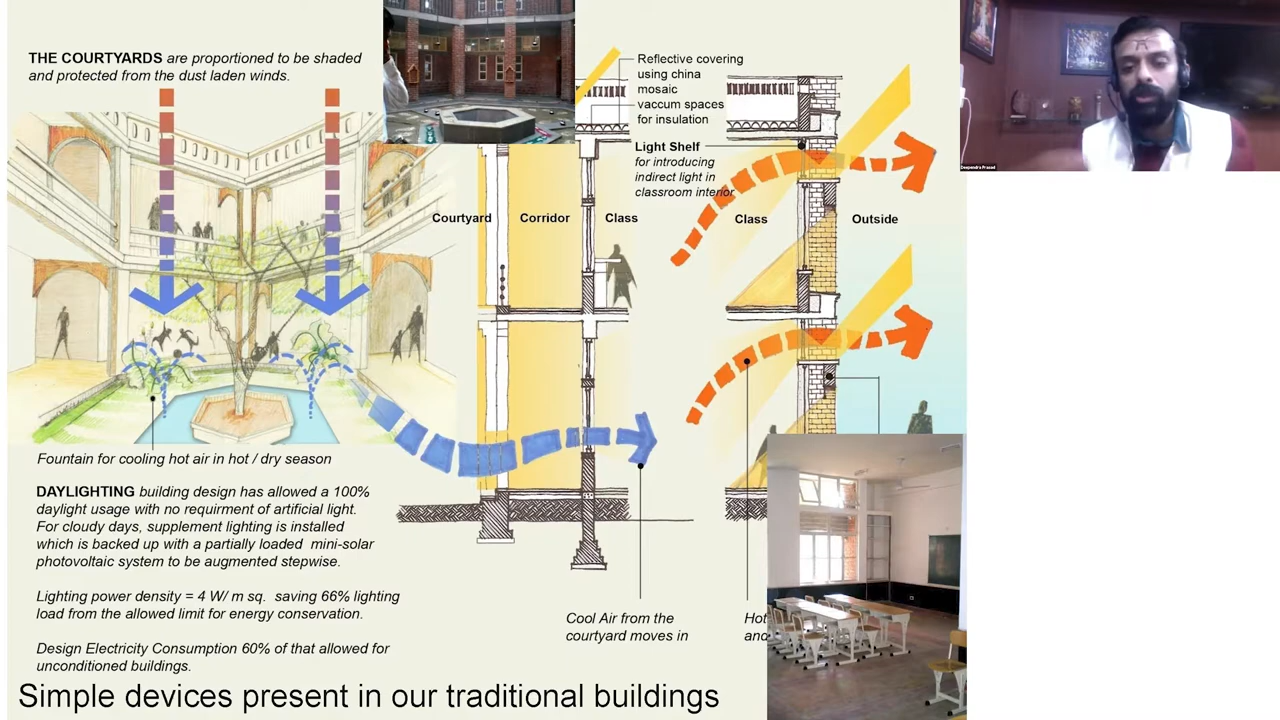 THE COURTYARDS are proportioned to be shaded
and protected from the dust laden winds.
Reflective covering
using china
mosaic
vaccum spaces
for insulation
Light Shelf
for introducing
indirect light in
classroom interior
Courtyard
Corridor
Class
Class
Outside
Fountain for cooling hot air in hot / dry season
DAYLIGHTING building design has allowed a 100%
daylight usage with no requirment of artificial light.
For cloudy days, supplement lighting is installed
which is backed up with a partially loaded mini-solar
photovoltaic system to be augmented stepwise.
Lighting power density = 4 W/ m sq. saving 66% lighting
load from the allowed limit for energy conservation.
Design Electricity Consumption 60% of that allowed for
unconditioned buildings.
Cool Air from the
courtyard moves in
Hot
and
Simple devices present in our traditional buildings
Deependra Prasad